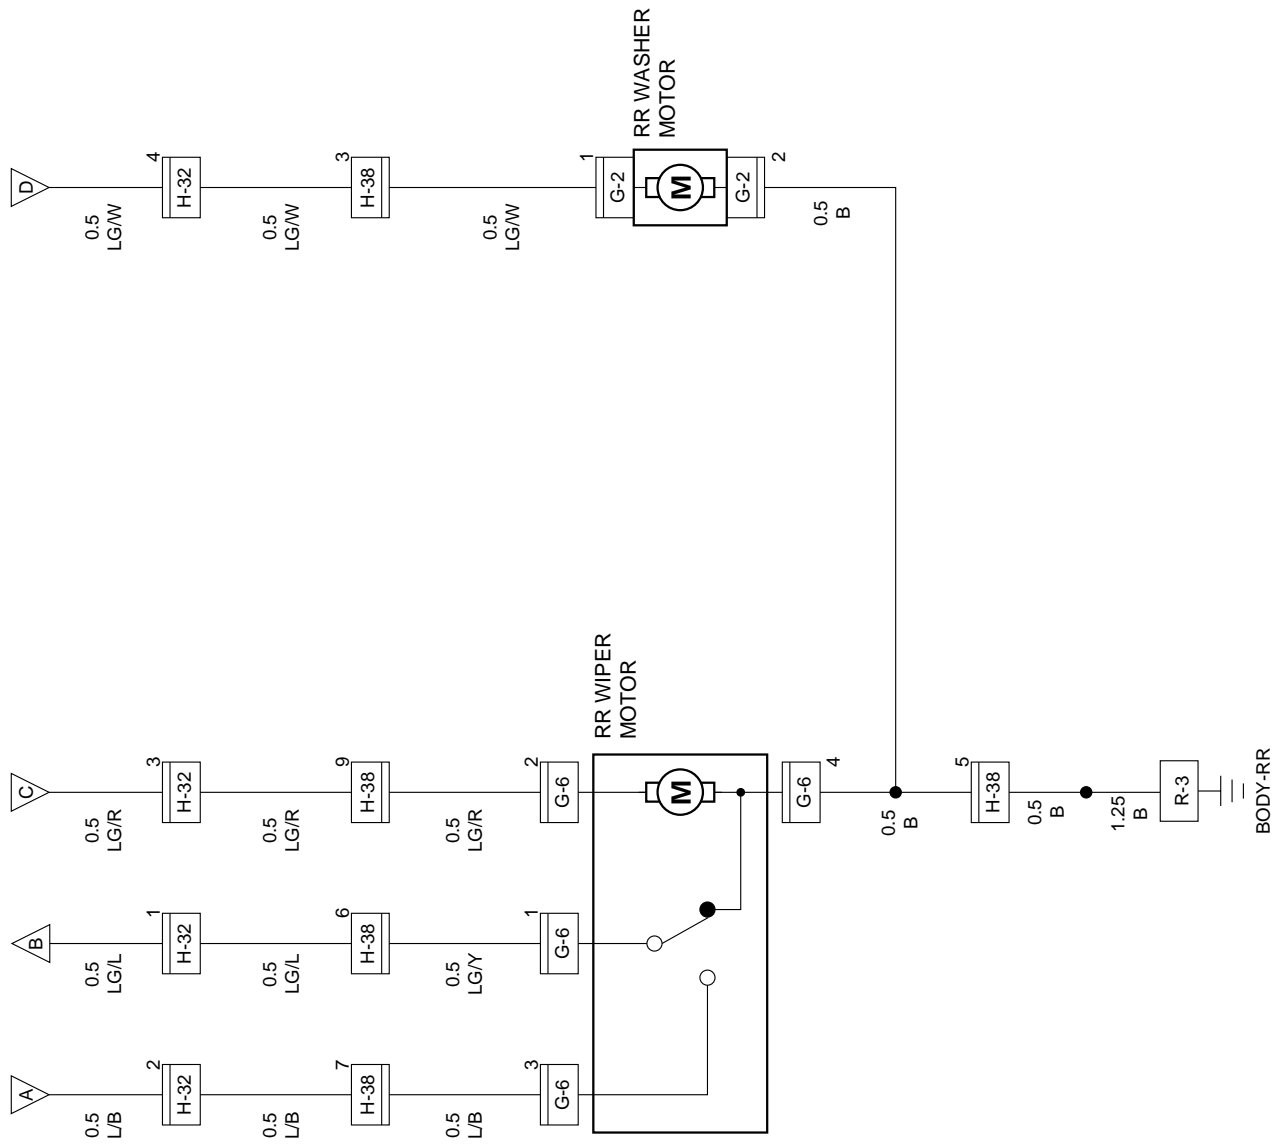 D
4
H-32
0.5
LG/W
3
H-38
0.5
LG/W
1
G-2
0.5
LG/W
RR WASHER
MOTOR
M
G-2
2
0.5
B
C
3
H-32
0.5
LG/R
9
H-38
0.5
LG/R
2
G-6
0.5
LG/R
RR WIPER
MOTOR
M
G-6
4
0.5
B
H-38
5
0.5
B
1.25
B
R-3
BODY-RR
B
1
H-32
0.5
LG/L
6
H-38
0.5
LG/L
1
G-6
0.5
LG/Y
A
2
H-32
0.5
L/B
7
H-38
0.5
L/B
3
G-6
0.5
L/B